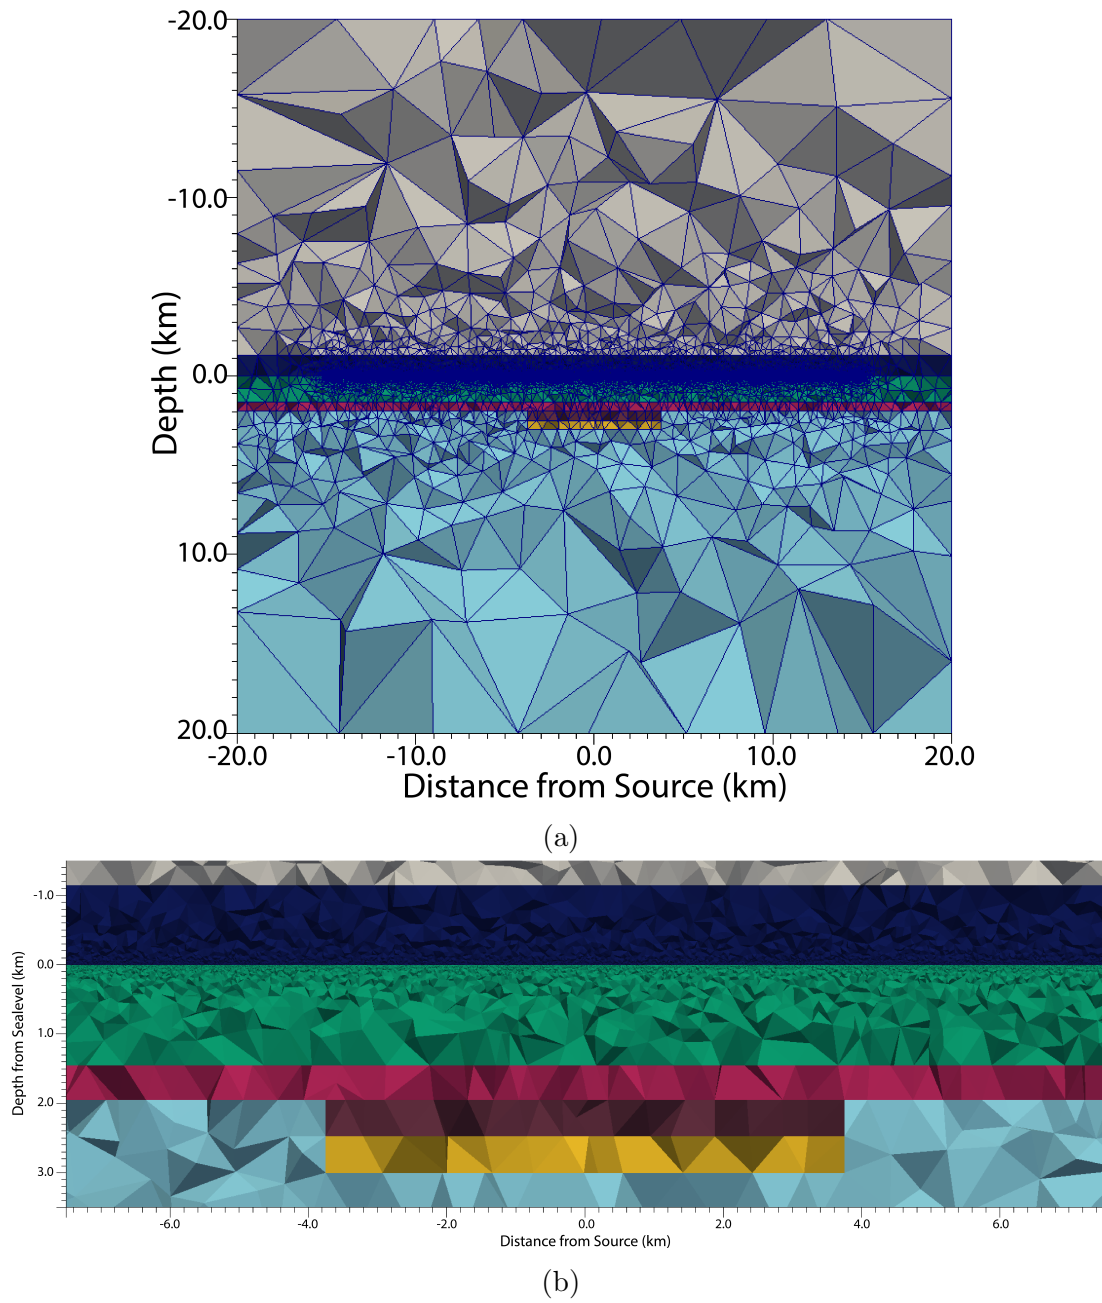 -20.0
-10.0
0.0
10.0
20.0
Depth (km)
-20.0 -10.0 0.0 10.0 20.0
Distance from Source (km)
(a)
-1.0
0.0
1.0
2.0
3.0
Depth from Sealevel (km)
-6.0 -4.0 -2.0 0.0 2.0 4.0 6.0
Distance from Source (km)
(b)